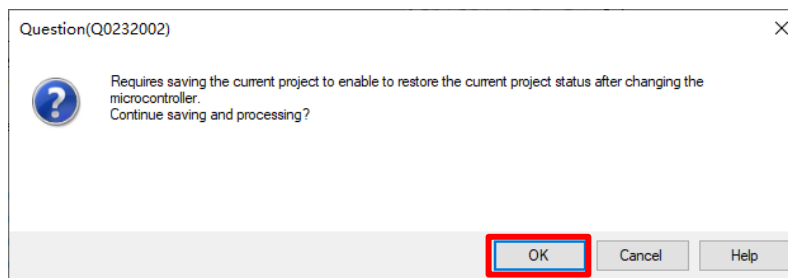 Question(Q0232002)
Requires saving the current project to enable to restore the current project status after changing the
microcontroller.
Continue saving and processing?
OK Cancel Help